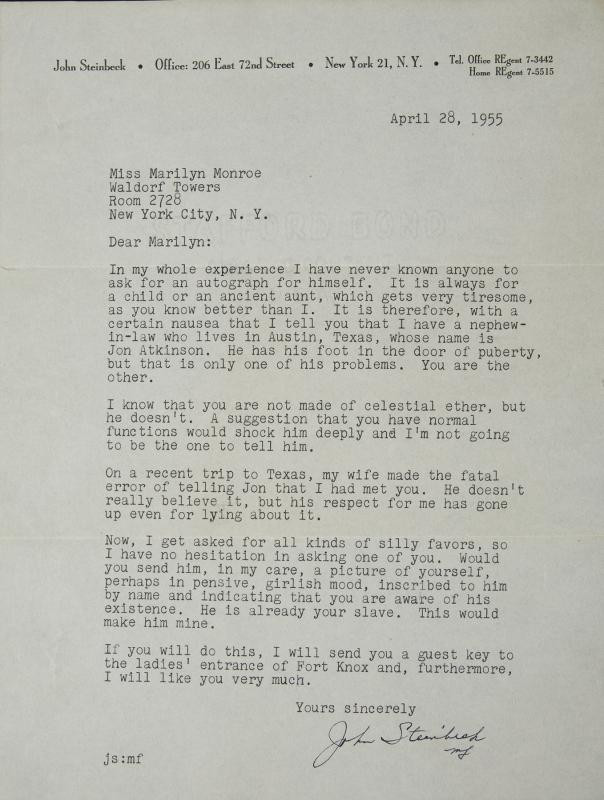 John Steinbeck • Office: 206 East 72nd Street • New York 21, N. Y. • Tel. Office REgent 7-3442
Home REgent 7-5515
April 28, 1955
Miss Marilyn Monroe
Waldorf Towers
Room 2728
New York City, N. Y.
Dear Marilyn:
In my whole experience I have never known anyone to
ask for an autograph for himself.  It is always for
a child or an ancient aunt, which gets very tiresome,
as you know better than I.  It is therefore, with a
certain nausea that I tell you that I have a nephew-
in-law who lives in Austin, Texas, whose name is
Jon Atkinson.  He has his foot in the door of puberty,
but that is only one of his problems.  You are the
other.
I know that you are not made of celestial ether, but
he doesn't.  A suggestion that you have normal
functions would shock him deeply and I'm not going
to be the one to tell him.
On a recent trip to Texas, my wife made the fatal
error of telling Jon that I had met you.  He doesn't
really believe it, but his respect for me has gone
up even for lying about it.
Now, I get asked for all kinds of silly favors, so
I have no hesitation in asking one of you.  Would
you send him, in my care, a picture of yourself,
perhaps in pensive, girlish mood, inscribed to him
by name and indicating that you are aware of his
existence.  He is already your slave.  This would
make him mine.
If you will do this, I will send you a guest key to
the ladies' entrance of Fort Knox and, furthermore,
I will like you very much.
Yours sincerely
John Steinbeck
mf
js:mf